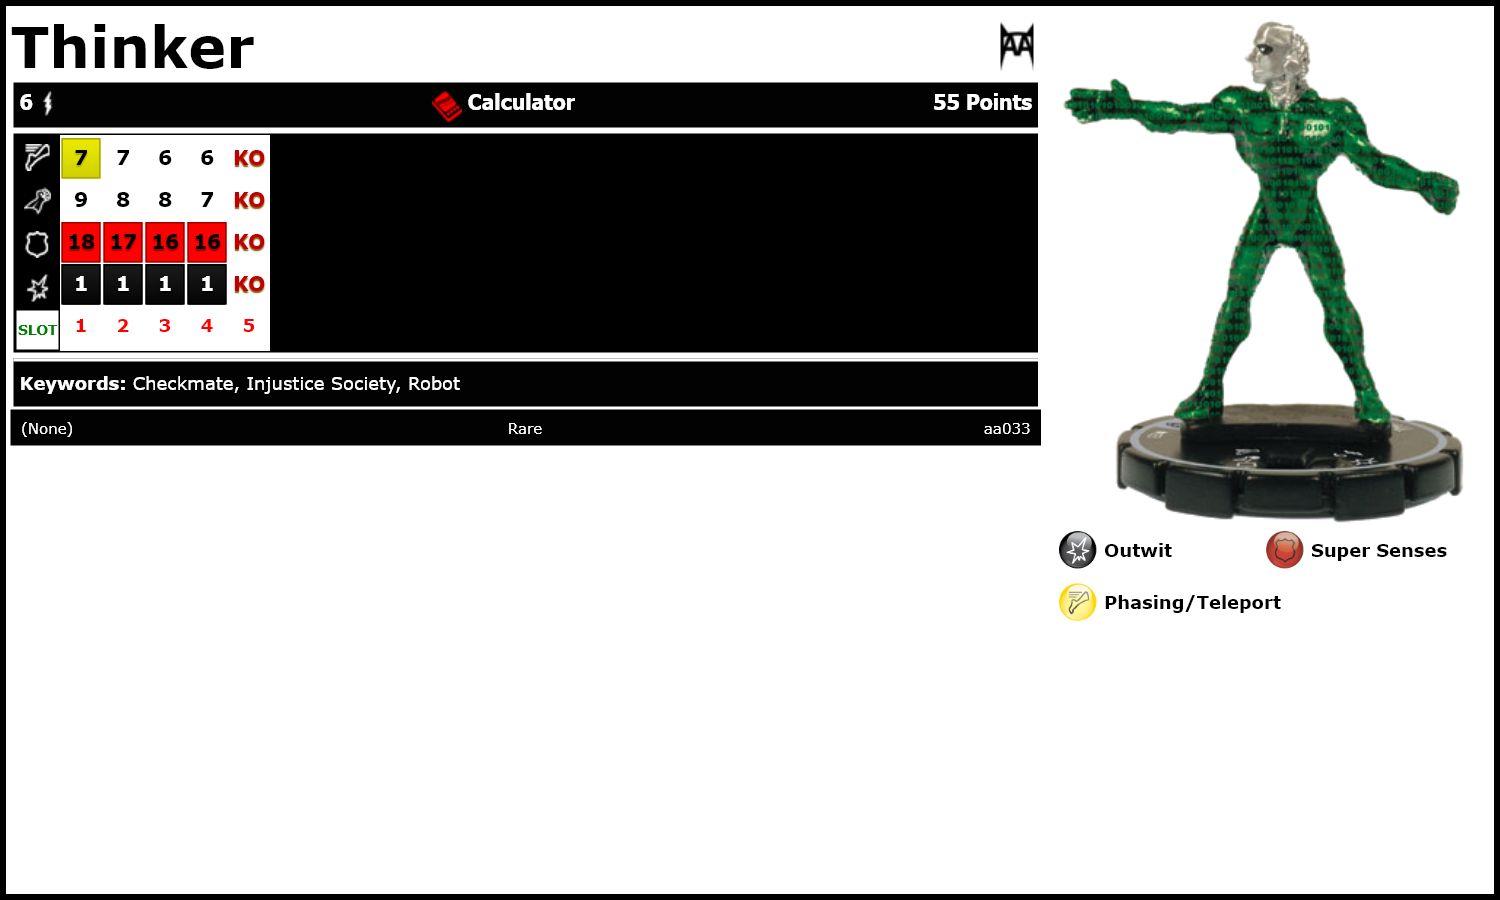 Thinker
6 Calculator 55 Points
7 7 6 6 KO
9 8 8 7 KO
18 17 16 16 KO
1 1 1 1 KO
SLOT 1 2 3 4 5
Keywords: Checkmate, Injustice Society, Robot
(None) Rare aa033
Outwit Super Senses
Phasing/Teleport